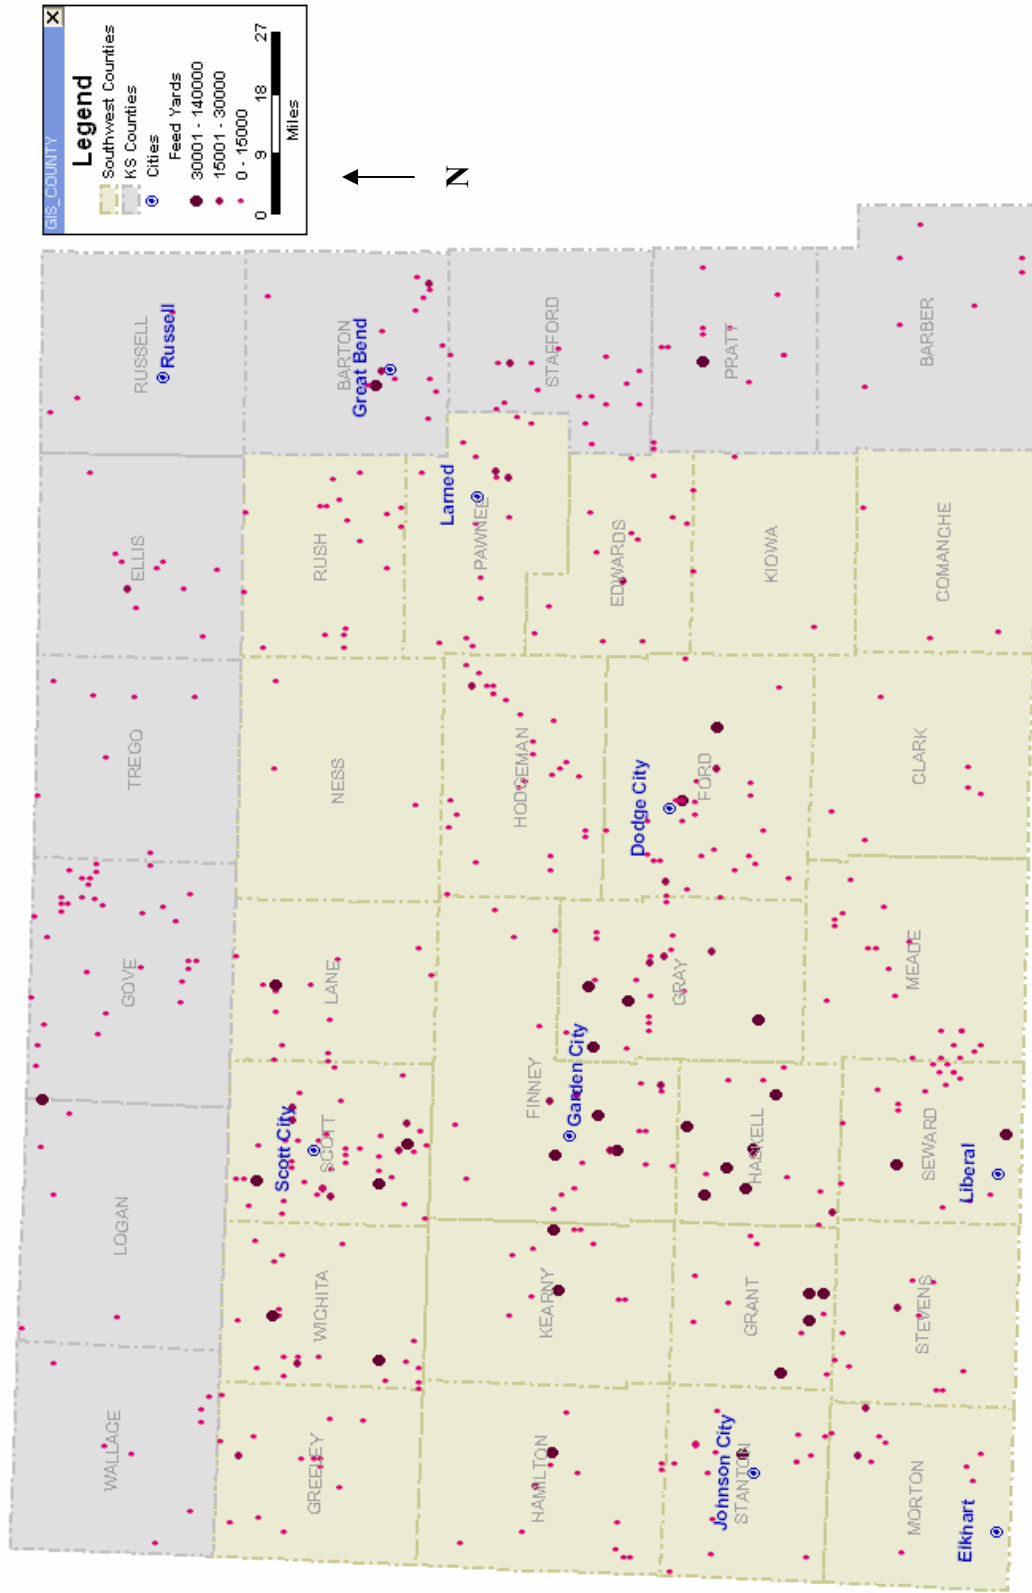 GIS_COUNTY
Legend
Southwest Counties
KS Counties
Cities
Feed Yards
30001 - 140000
15001 - 30000
0 - 15000
0 9 18 27
Miles
N
WALLACE
LOGAN
GOVE
TREGO
ELLIS
RUSSELL
Russell
GREELEY
WICHITA
Scott City
SCOTT
LANE
NESS
RUSH
BARTON
Great Bend
HAMILTON
KEARNY
FINNEY
Garden City
HODGEMAN
Larned
PAWNEE
STAFFORD
Johnson City
STANTON
GRANT
HASKELL
GRAY
Dodge City
FORD
EDWARDS
KIOWA
PRATT
MORTON
Elkhart
STEVENS
SEWARD
Liberal
MEADE
CLARK
COMANCHE
BARBER